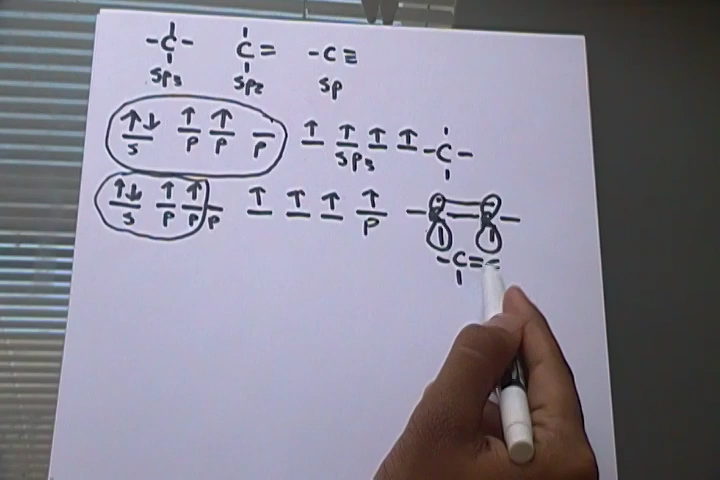 -C- C= -C≡
sp3 sp2 sp
↑↓ ↑ ↑ ↑ ↑ ↑ ↑ -C-
s p p p sp3
↑↓ ↑ ↑ ↑ ↑ ↑ ↑
s p p p p
-C=C